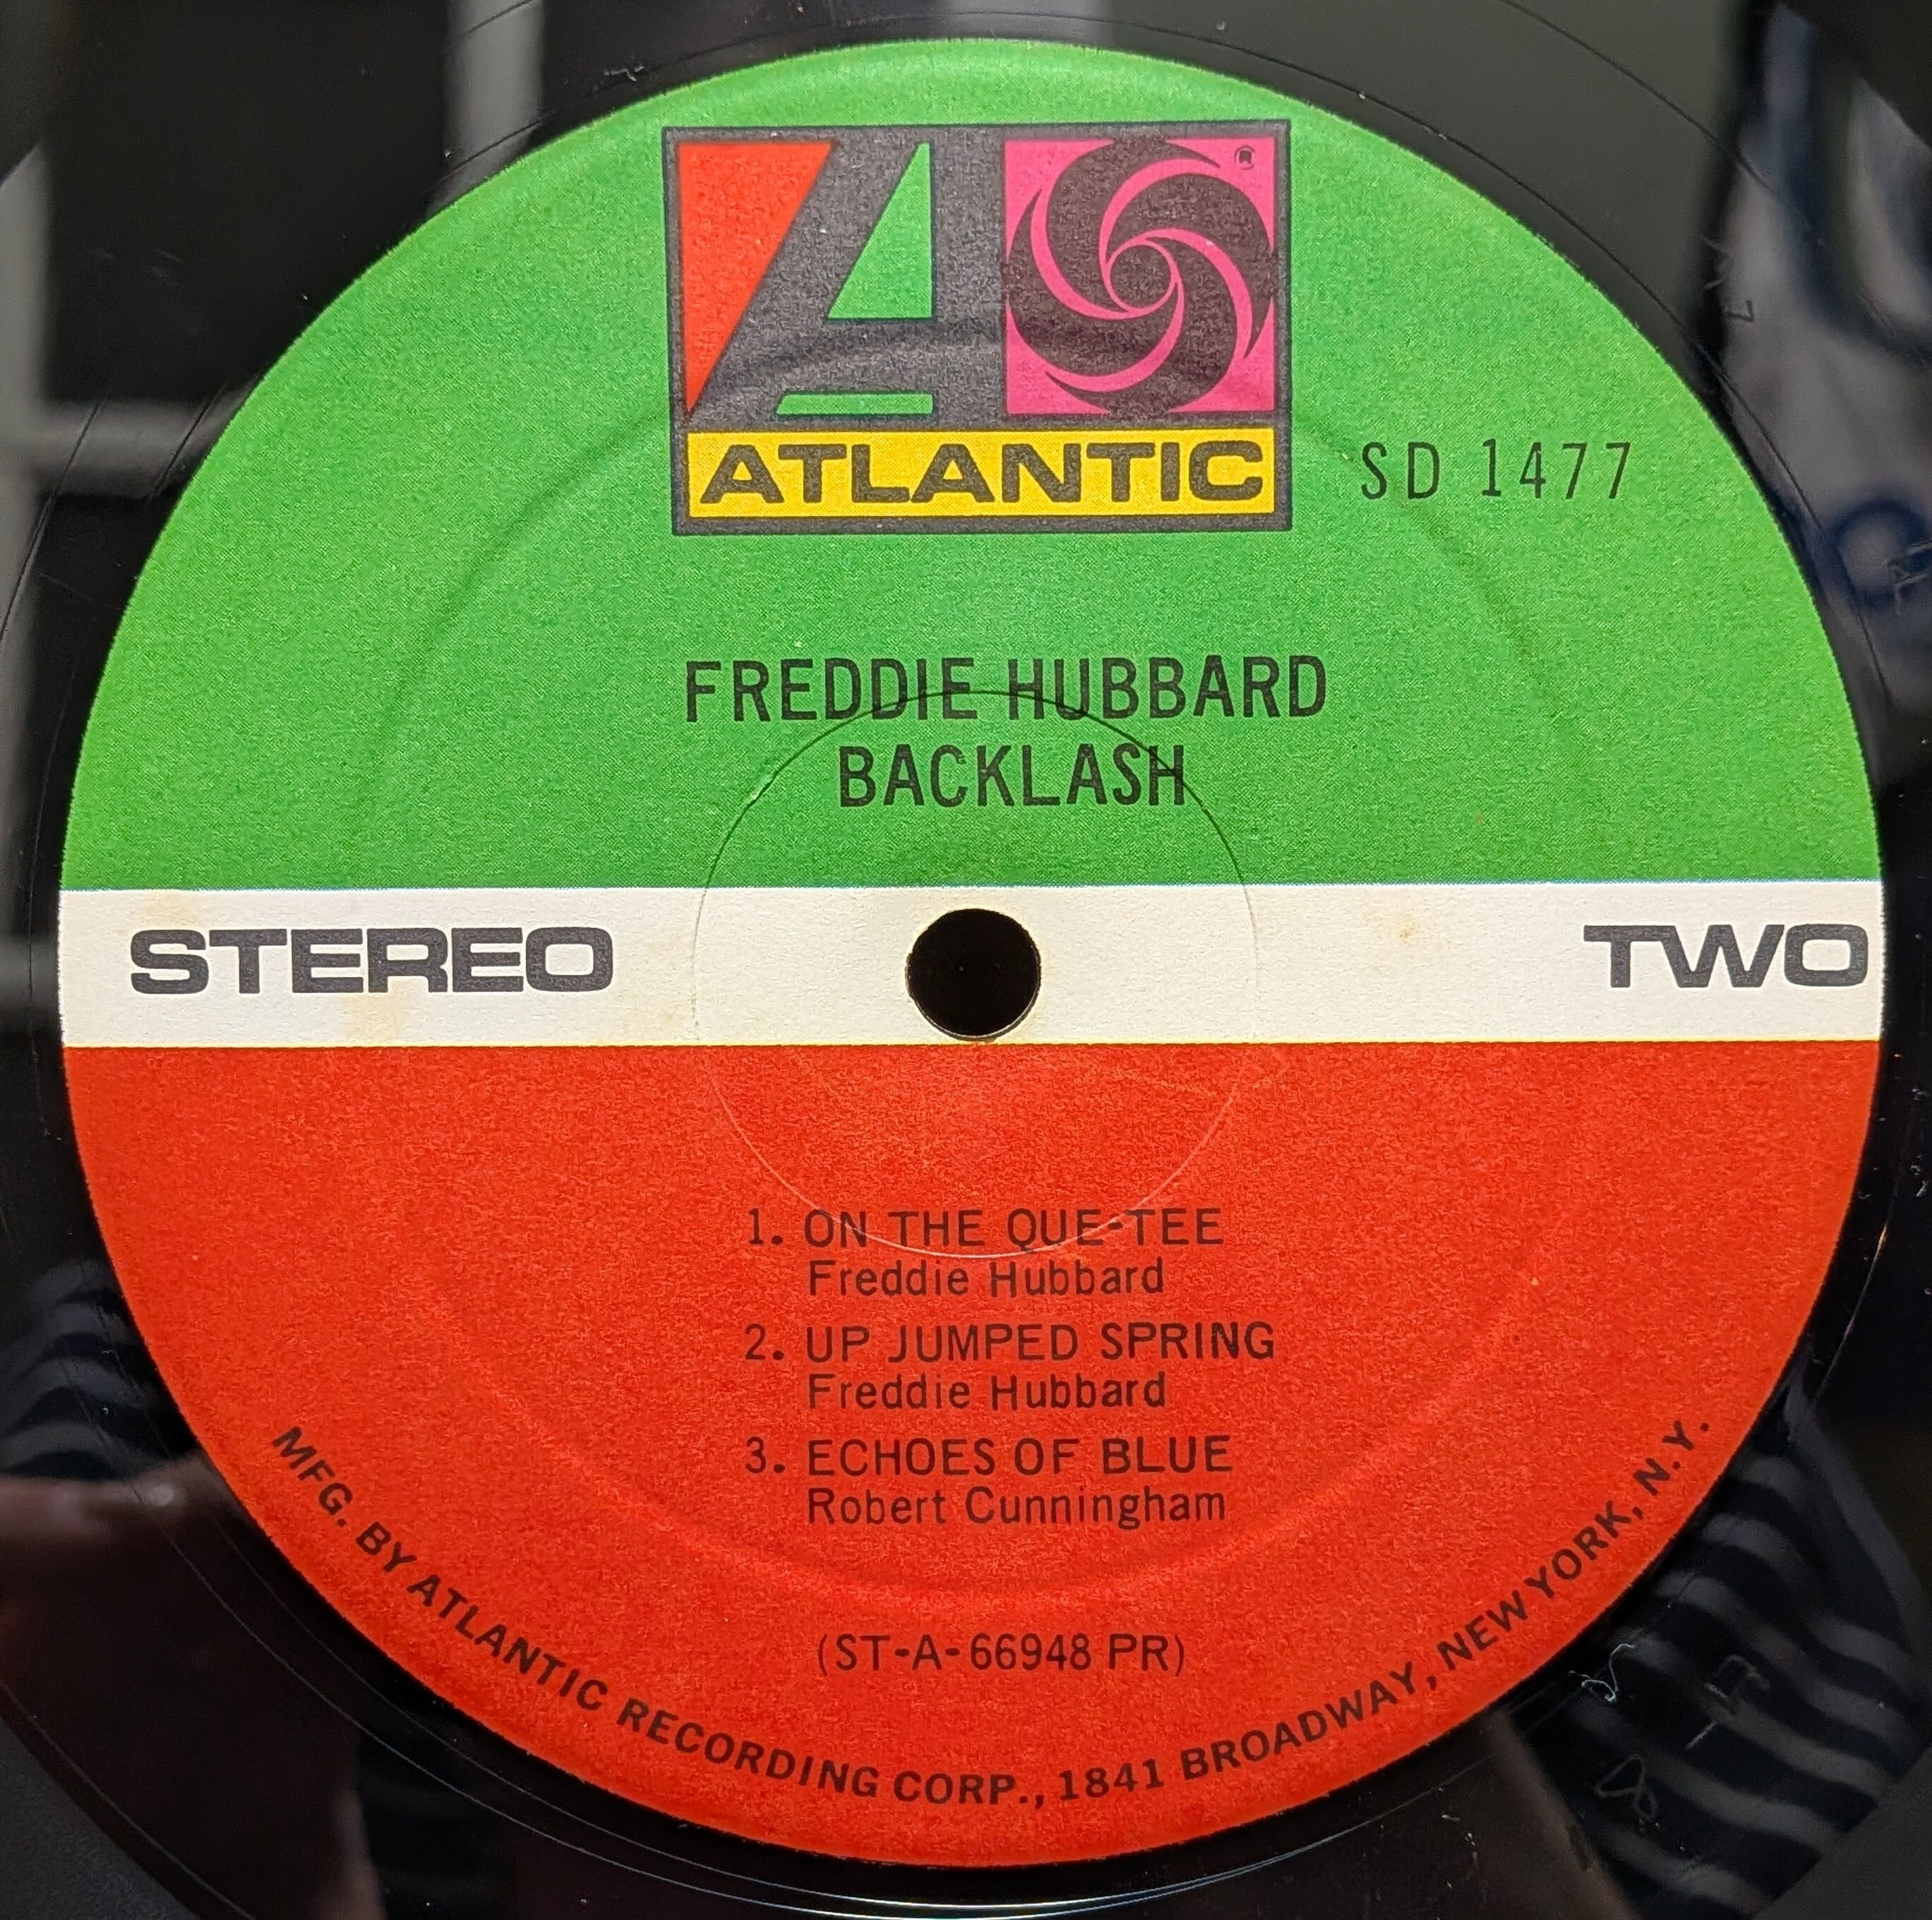 ATLANTIC
SD 1477
FREDDIE HUBBARD
BACKLASH
STEREO
TWO
1. ON THE QUE-TEE
Freddie Hubbard
2. UP JUMPED SPRING
Freddie Hubbard
3. ECHOES OF BLUE
Robert Cunningham
(ST-A-66948 PR)
MFG. BY ATLANTIC RECORDING CORP., 1841 BROADWAY, NEW YORK, N.Y.